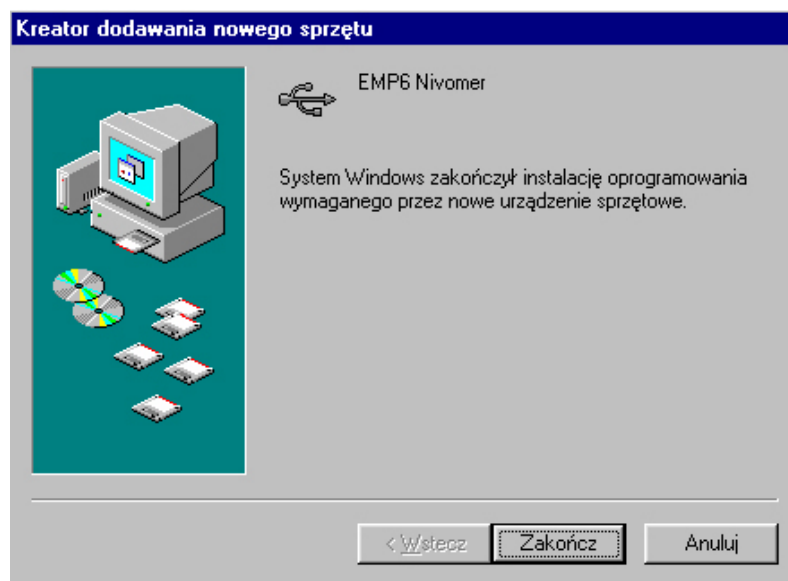 Kreator dodawania nowego sprzętu
EMP6 Nivomer
System Windows zakończył instalację oprogramowania
wymaganego przez nowe urządzenie sprzętowe.
< Wstecz
Zakończ
Anuluj